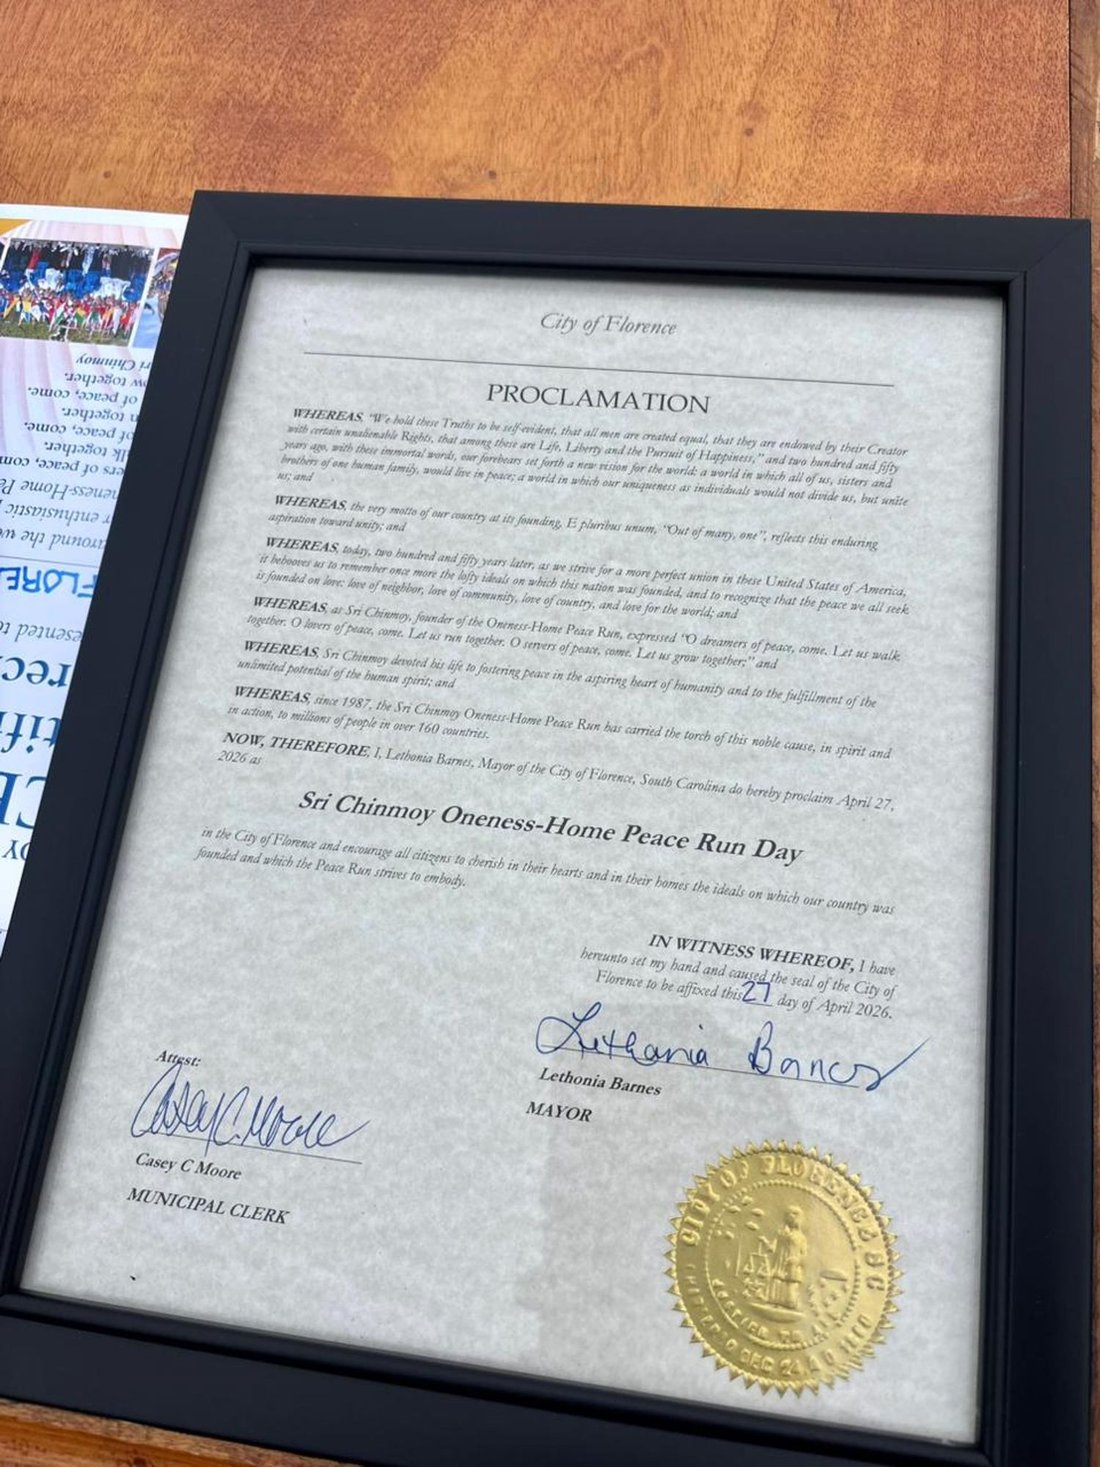 City of Florence
PROCLAMATION
WHEREAS, "We hold these Truths to be self-evident, that all men are created equal, that they are endowed by their Creator
with certain unalienable Rights, that among these are Life, Liberty and the Pursuit of Happiness;" and two hundred and fifty
years ago, with these immortal words, our forebears set forth a new vision for the world: a world in which all of us, sisters and
brothers of one human family, would live in peace; a world in which our uniqueness as individuals would not divide us, but unite
us; and
WHEREAS, the very motto of our country at its founding, E pluribus unum, "Out of many, one", reflects this enduring
aspiration toward unity; and
WHEREAS, today, two hundred and fifty years later, as we strive for a more perfect union in these United States of America,
it behooves us to remember once more the lofty ideals on which this nation was founded, and to recognize that the peace we all seek
is founded on love: love of neighbor, love of community, love of country, and love for the world; and
WHEREAS, as Sri Chinmoy, founder of the Oneness-Home Peace Run, expressed "O dreamers of peace, come. Let us walk
together. O lovers of peace, come. Let us run together. O servers of peace, come. Let us grow together;" and
WHEREAS, Sri Chinmoy devoted his life to fostering peace in the aspiring heart of humanity and to the fulfillment of the
unlimited potential of the human spirit; and
WHEREAS, since 1987, the Sri Chinmoy Oneness-Home Peace Run has carried the torch of this noble cause, in spirit and
in action, to millions of people in over 160 countries.
NOW, THEREFORE, I, Lethonia Barnes, Mayor of the City of Florence, South Carolina do hereby proclaim April 27,
2026 as
Sri Chinmoy Oneness-Home Peace Run Day
in the City of Florence and encourage all citizens to cherish in their hearts and in their homes the ideals on which our country was
founded and which the Peace Run strives to embody.
IN WITNESS WHEREOF, I have
hereunto set my hand and caused the seal of the City of
Florence to be affixed this 27 day of April 2026.
Lethonia Barnes
Lethonia Barnes
MAYOR
Attest:
Casey C. Moore
Casey C Moore
MUNICIPAL CLERK
CITY OF FLORENCE S C
DEC 24